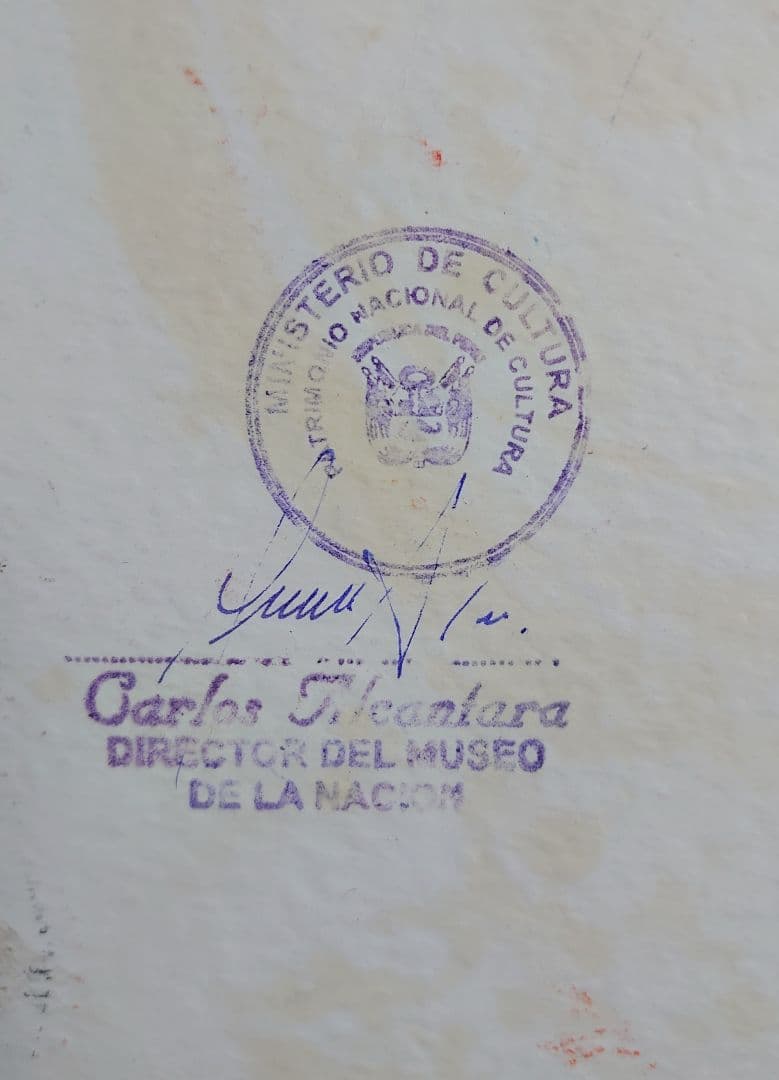 MINISTERIO DE CULTURA
PATRIMONIO NACIONAL DE CULTURA
REPUBLICA DEL PERU
Carlos Alcantara
DIRECTOR DEL MUSEO
DE LA NACION